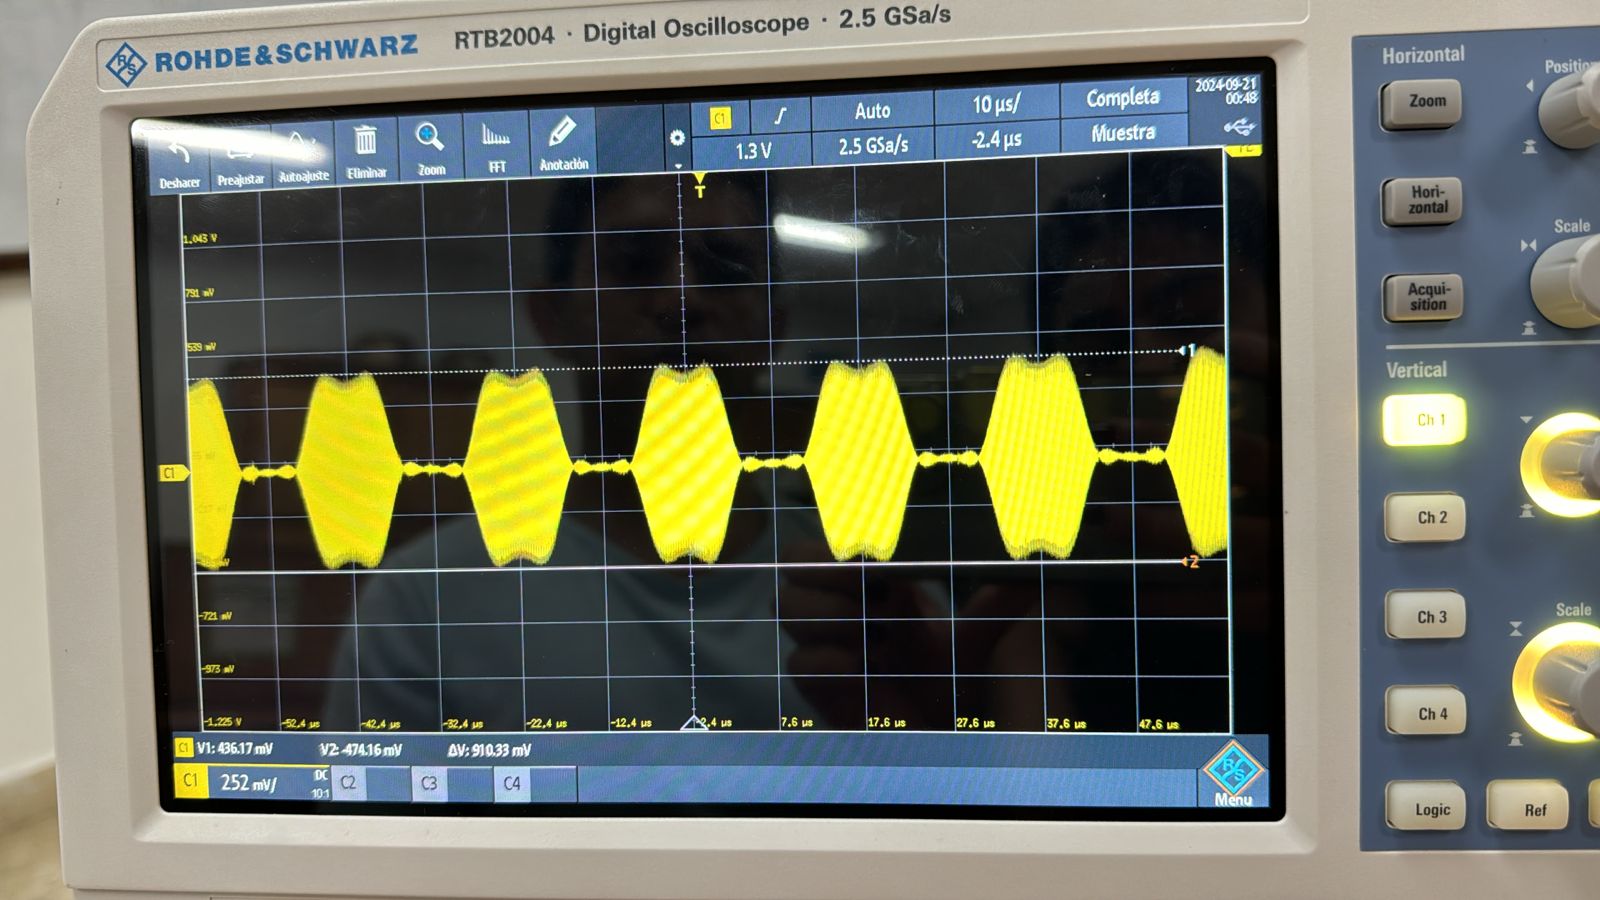 ROHDE&SCHWARZ RTB2004 · Digital Oscilloscope · 2.5 GSa/s
Deshacer Preajustar Autoajuste Eliminar Zoom FFT Anotación
C1 Auto 10 µs/ Completa
1.3 V 2.5 GSa/s -2.4 µs Muestra
2024-09-21
00:48
T
1.043 V
791 mV
539 mV
1
C1
2
-721 mV
-973 mV
-1.225 V -52.4 µs -42.4 µs -32.4 µs -22.4 µs -12.4 µs -2.4 µs 7.6 µs 17.6 µs 27.6 µs 37.6 µs 47.6 µs
C1 V1: 436.17 mV V2: -474.16 mV ΔV: 910.33 mV
C1 252 mV/ DC
10:1
C2 C3 C4
Menu
Horizontal
Zoom
Hori-
zontal
Acqui-
sition
Scale
Vertical
Ch 1
Ch 2
Ch 3
Ch 4
Scale
Logic Ref